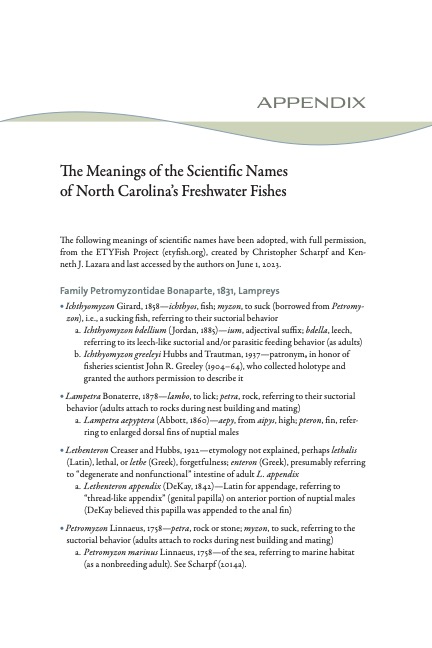 APPENDIX
The Meanings of the Scientific Names
of North Carolina's Freshwater Fishes
The following meanings of scientific names have been adopted, with full permission,
from the ETYFish Project (etyfish.org), created by Christopher Scharpf and Ken-
neth J. Lazara and last accessed by the authors on June 1, 2023.
Family Petromyzontidae Bonaparte, 1831, Lampreys
• Ichthyomyzon Girard, 1858—ichthyos, fish; myzon, to suck (borrowed from Petromy-
zon), i.e., a sucking fish, referring to their suctorial behavior
a. Ichthyomyzon bdellium (Jordan, 1885)—ium, adjectival suffix; bdella, leech,
referring to its leech-like suctorial and/or parasitic feeding behavior (as adults)
b. Ichthyomyzon greeleyi Hubbs and Trautman, 1937—patronym, in honor of
fisheries scientist John R. Greeley (1904–64), who collected holotype and
granted the authors permission to describe it
• Lampetra Bonaterre, 1878—lambo, to lick; petra, rock, referring to their suctorial
behavior (adults attach to rocks during nest building and mating)
a. Lampetra aepyptera (Abbott, 1860)—aepy, from aipys, high; pteron, fin, refer-
ring to enlarged dorsal fins of nuptial males
• Lethenteron Creaser and Hubbs, 1922—etymology not explained, perhaps lethalis
(Latin), lethal, or lethe (Greek), forgetfulness; enteron (Greek), presumably referring
to “degenerate and nonfunctional” intestine of adult L. appendix
a. Lethenteron appendix (DeKay, 1842)—Latin for appendage, referring to
“thread-like appendix” (genital papilla) on anterior portion of nuptial males
(DeKay believed this papilla was appended to the anal fin)
• Petromyzon Linnaeus, 1758—petra, rock or stone; myzon, to suck, referring to the
suctorial behavior (adults attach to rocks during nest building and mating)
a. Petromyzon marinus Linnaeus, 1758—of the sea, referring to marine habitat
(as a nonbreeding adult). See Scharpf (2014a).